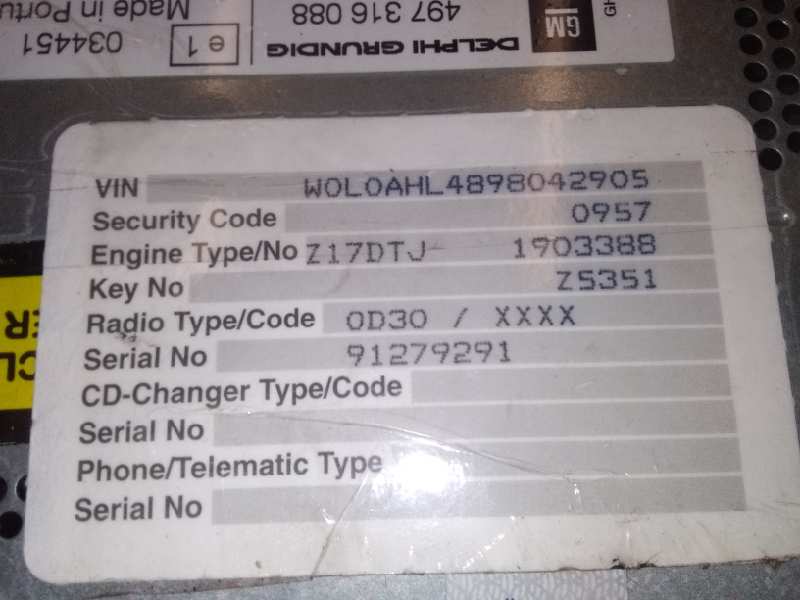 Made in Portu
034451
e 1
497 316 088
DELPHI GRUNDIG
GM
VIN W0L0AHL4898042905
Security Code 0957
Engine Type/No Z17DTJ- 1903388
Key No Z5351
Radio Type/Code 0D30 / XXXX
Serial No 91279291
CD-Changer Type/Code
Serial No
Phone/Telematic Type
Serial No